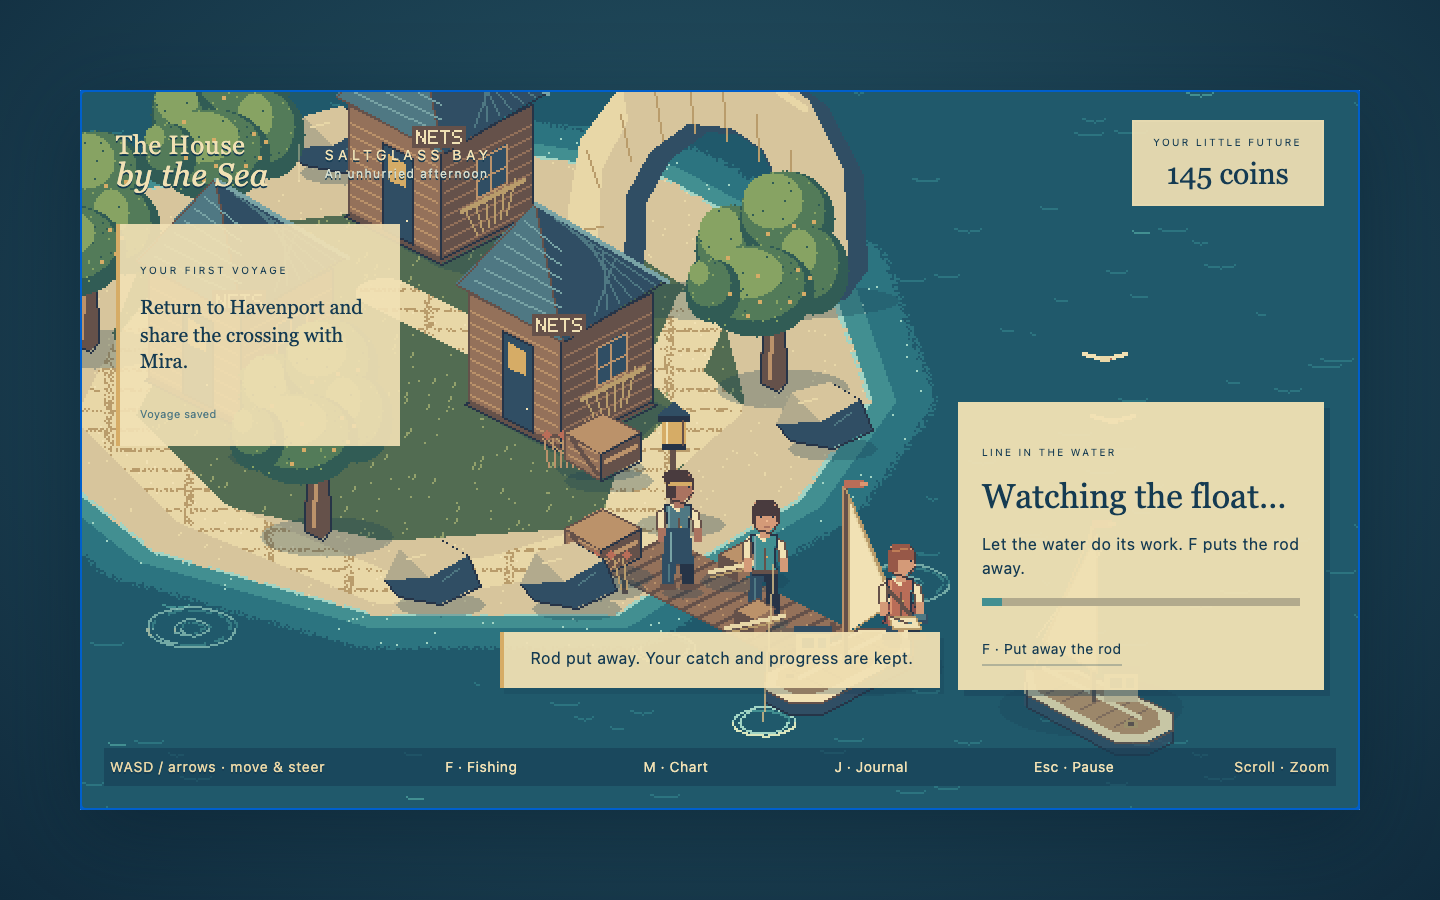 NETS
The House
by the Sea
SALTGLASS BAY
An unhurried afternoon
YOUR LITTLE FUTURE
145 coins
YOUR FIRST VOYAGE
Return to Havenport and
share the crossing with
Mira.
Voyage saved
NETS
LINE IN THE WATER
Watching the float...
Let the water do its work. F puts the rod
away.
F · Put away the rod
Rod put away. Your catch and progress are kept.
WASD / arrows · move & steer
F · Fishing
M · Chart
J · Journal
Esc · Pause
Scroll · Zoom